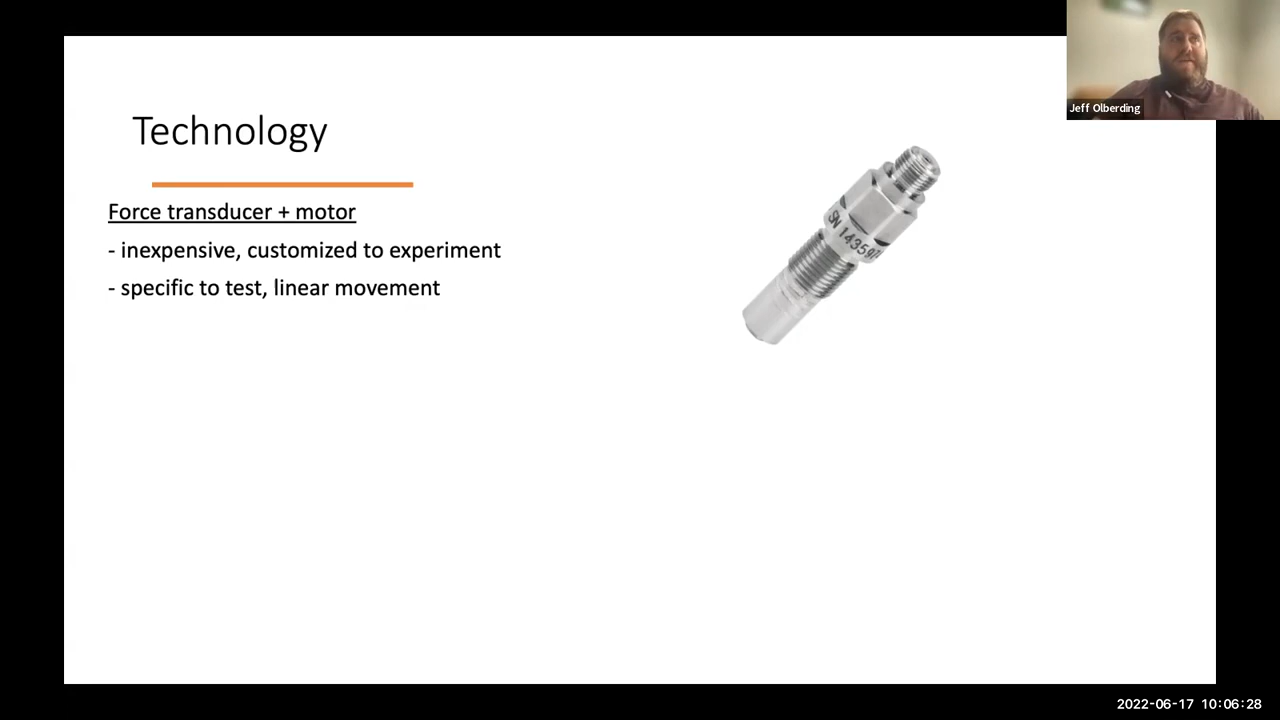 Technology
Force transducer + motor
- inexpensive, customized to experiment
- specific to test, linear movement
Jeff Olberding
2022-06-17 10:06:28